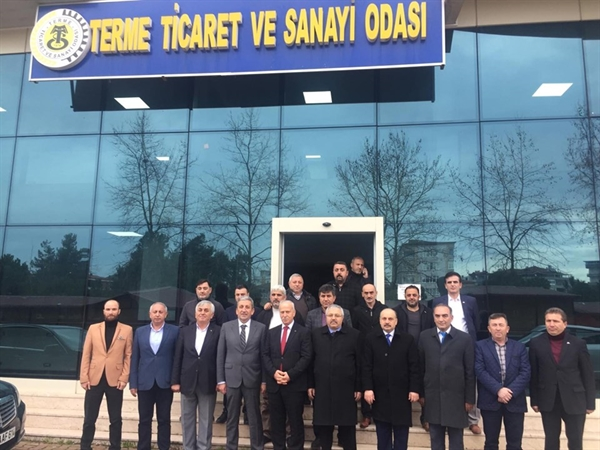 TERME TİCARET VE SANAYİ ODASI